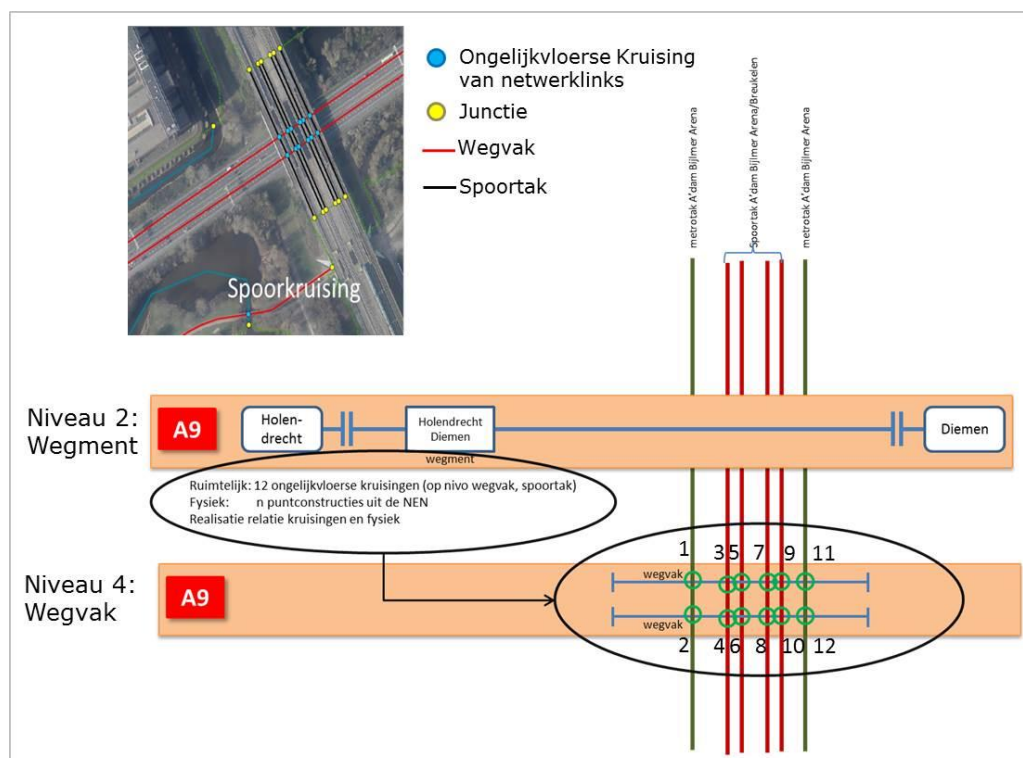 Ongelijkvloerse Kruising
van netwerklinks
Junctie
Wegvak
Spoortak
Spoorkruising
metrotak A'dam Bijlmer Arena
Spoortak A'dam Bijlmer Arena/Breukelen
metrotak A'dam Bijlmer Arena
Niveau 2:
Wegment
A9
Holen-
drecht
Holendrecht
Diemen
wegment
Diemen
Ruimtelijk: 12 ongelijkvloerse kruisingen (op nivo wegvak, spoortak)
Fysiek: n puntconstructies uit de NEN
Realisatie relatie kruisingen en fysiek
Niveau 4:
Wegvak
A9
1 3 5 7 9 11
wegvak
wegvak
2 4 6 8 10 12